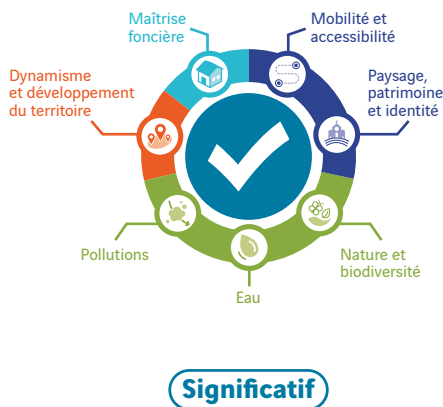 Maîtrise
foncière
Mobilité et
accessibilité
Dynamisme
et développement
du territoire
Paysage,
patrimoine
et identité
Pollutions
Nature et
biodiversité
Eau
Significatif